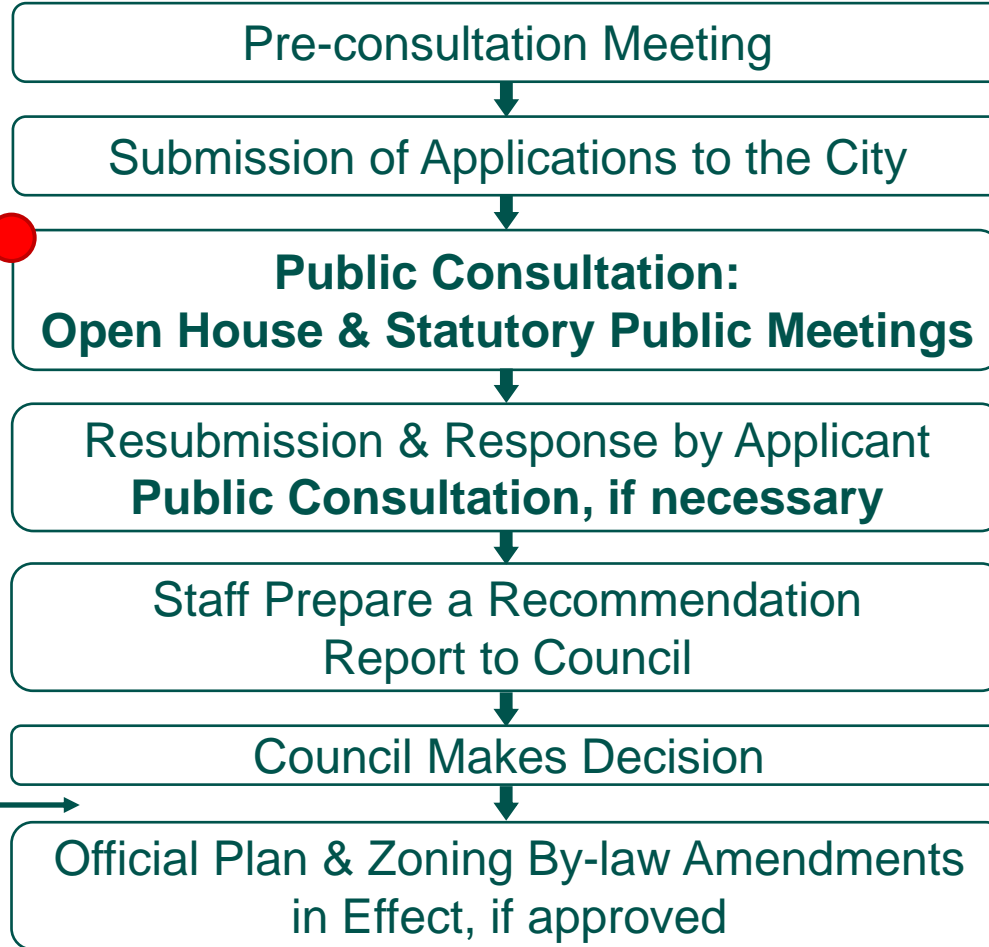 Pre-consultation Meeting
Submission of Applications to the City
Public Consultation:
Open House & Statutory Public Meetings
Resubmission & Response by Applicant
Public Consultation, if necessary
Staff Prepare a Recommendation
Report to Council
Council Makes Decision
Official Plan & Zoning By-law Amendments
in Effect, if approved